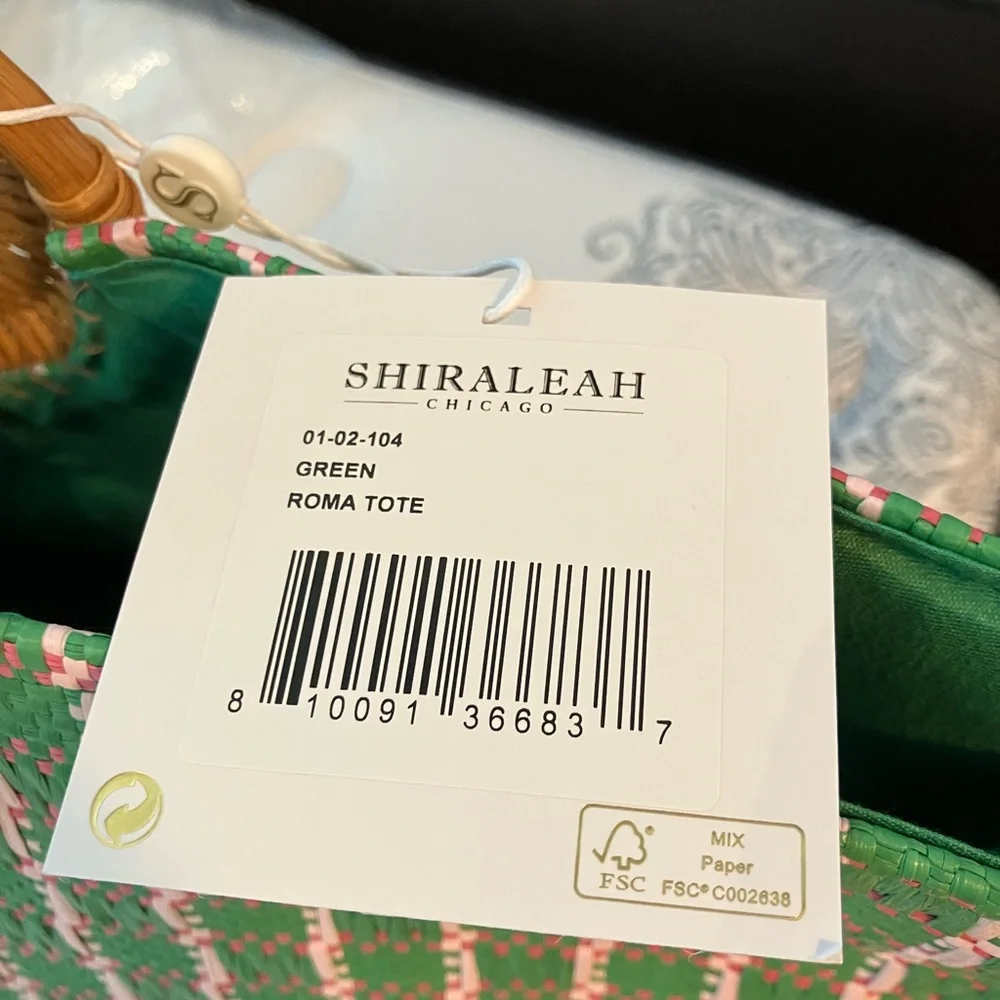 S
SHIRALEAH
CHICAGO
01-02-104
GREEN
ROMA TOTE
8 10091 36683 7
FSC
MIX
Paper
FSC® C002638